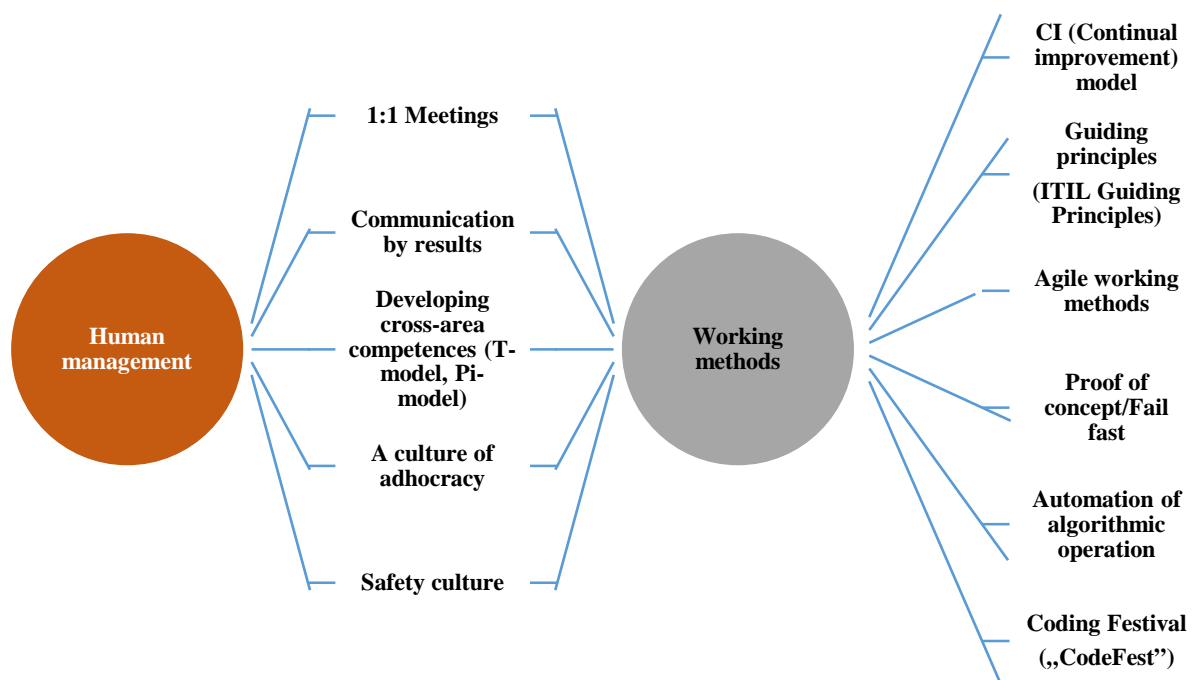 Human
management
1:1 Meetings
Communication
by results
Developing
cross-area
competences (T-
model, Pi-
model)
A culture of
adhocracy
Safety culture
Working
methods
CI (Continual
improvement)
model
Guiding
principles
(ITIL Guiding
Principles)
Agile working
methods
Proof of
concept/Fail
fast
Automation of
algorithmic
operation
Coding Festival
(„CodeFest”)